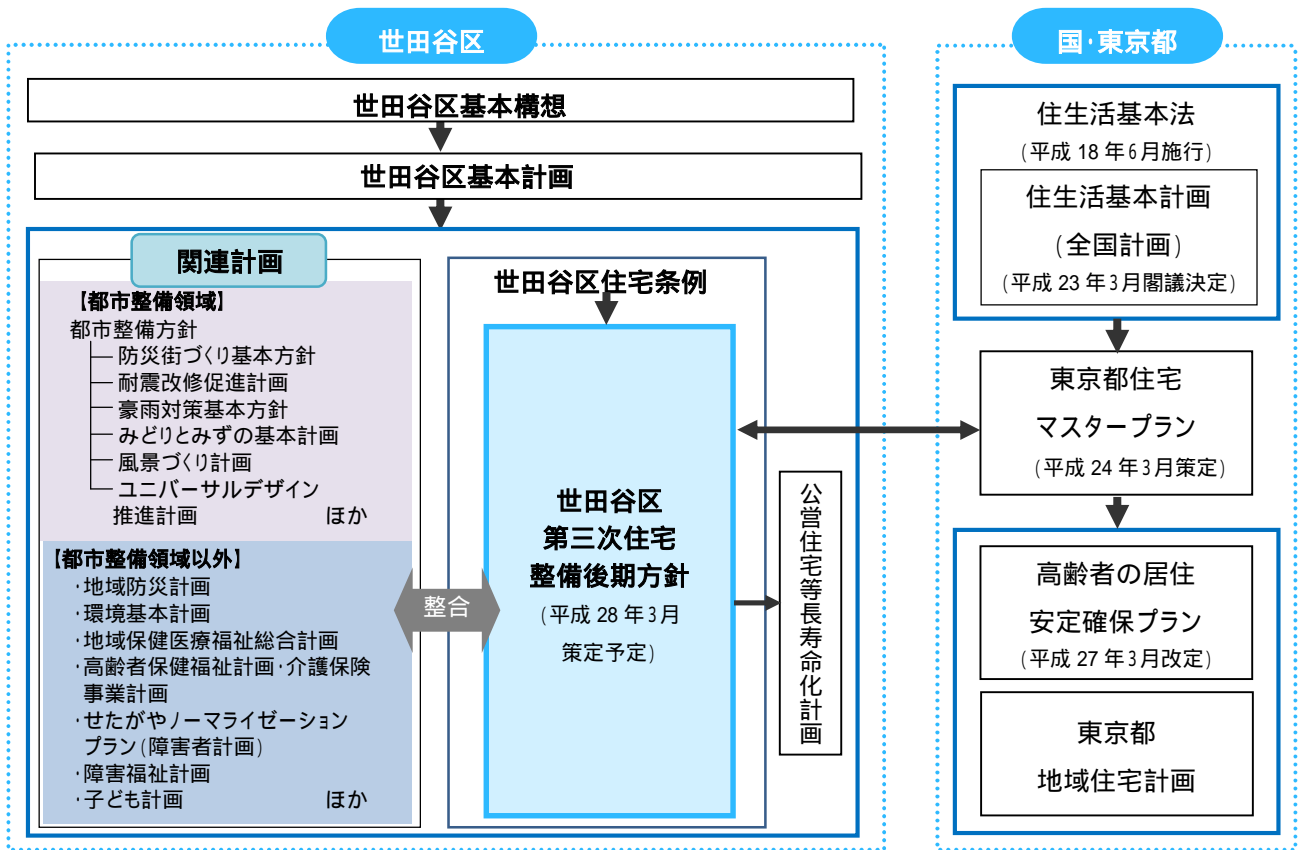 世田谷区
世田谷区基本構想
世田谷区基本計画
関連計画
【都市整備領域】
都市整備方針
防災街づくり基本方針
耐震改修促進計画
豪雨対策基本方針
みどりとみずの基本計画
風景づくり計画
ユニバーサルデザイン
推進計画 ほか
【都市整備領域以外】
・地域防災計画
・環境基本計画
・地域保健医療福祉総合計画
・高齢者保健福祉計画・介護保険
事業計画
・せたがやノーマライゼーション
プラン(障害者計画)
・障害福祉計画
・子ども計画 ほか
整合
世田谷区住宅条例
世田谷区
第三次住宅
整備後期方針
(平成 28 年 3 月
策定予定)
公営住宅等長寿命化計画
国・東京都
住生活基本法
(平成 18 年 6 月施行)
住生活基本計画
(全国計画)
(平成 23 年 3 月閣議決定)
東京都住宅
マスタープラン
(平成 24 年 3 月策定)
高齢者の居住
安定確保プラン
(平成 27 年 3 月改定)
東京都
地域住宅計画